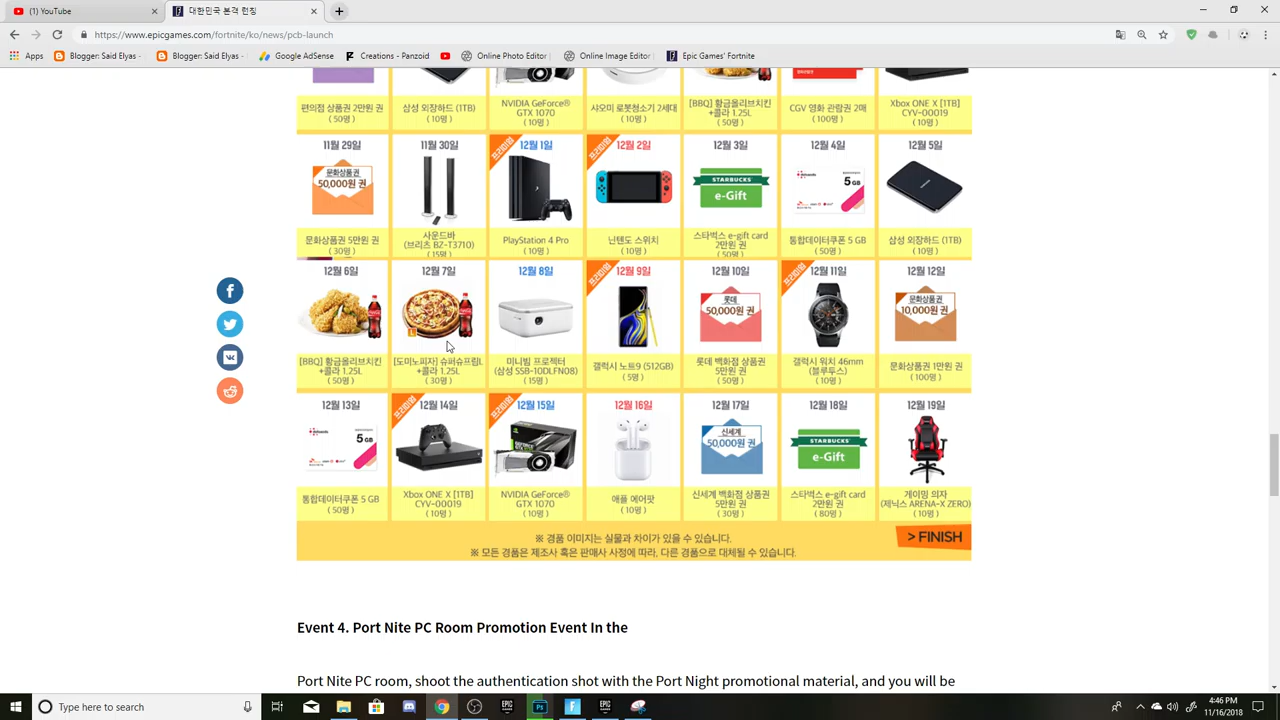 (1) YouTube
대한민국 본격 런칭
https://www.epicgames.com/fortnite/ko/news/pcb-launch
Apps
Blogger: Said Elyas -
Blogger: Said Elyas -
Google AdSense
Creations - Panzoid
Online Photo Editor |
Online Image Editor |
Epic Games' Fortnite
편의점 상품권 2만원 권
(50명)
삼성 외장하드 (1TB)
(10명)
NVIDIA GeForce®
GTX 1070
(10명)
샤오미 로봇청소기 2세대
(10명)
[BBQ] 황금올리브치킨
+콜라 1.25L
(50명)
CGV 영화 관람권 2매
(100명)
Xbox ONE X [1TB]
CYV-00019
(10명)
11월 29일
11월 30일
프리미엄
12월 1일
프리미엄
12월 2일
12월 3일
12월 4일
12월 5일
문화상품권
50,000원 권
STARBUCKS
e-Gift
5 GB
문화상품권 5만원 권
(30명)
사운드바
(브리츠 BZ-T3710)
(15명)
PlayStation 4 Pro
(10명)
닌텐도 스위치
(10명)
스타벅스 e-gift card
2만원 권
(50명)
통합데이터쿠폰 5 GB
(50명)
삼성 외장하드 (1TB)
(10명)
12월 6일
12월 7일
12월 8일
프리미엄
12월 9일
12월 10일
프리미엄
12월 11일
12월 12일
롯데
50,000원 권
문화상품권
10,000원 권
[BBQ] 황금올리브치킨
+콜라 1.25L
(50명)
[도미노피자] 슈퍼슈프림L
+콜라 1.25L
(30명)
미니빔 프로젝터
(삼성 SSB-10DLFN08)
(15명)
갤럭시 노트9 (512GB)
(5명)
롯데 백화점 상품권
5만원 권
(50명)
갤럭시 워치 46mm
(블루투스)
(10명)
문화상품권 1만원 권
(100명)
12월 13일
프리미엄
12월 14일
프리미엄
12월 15일
12월 16일
12월 17일
12월 18일
12월 19일
5 GB
신세계
50,000원 권
STARBUCKS
e-Gift
통합데이터쿠폰 5 GB
(50명)
Xbox ONE X [1TB]
CYV-00019
(10명)
NVIDIA GeForce®
GTX 1070
(10명)
애플 에어팟
(10명)
신세계 백화점 상품권
5만원 권
(30명)
스타벅스 e-gift card
2만원 권
(80명)
게이밍 의자
(제닉스 ARENA-X ZERO)
(10명)
※ 경품 이미지는 실물과 차이가 있을 수 있습니다.
※ 모든 경품은 제조사 혹은 판매사 사정에 따라, 다른 경품으로 대체될 수 있습니다.
> FINISH
Event 4. Port Nite PC Room Promotion Event In the
Port Nite PC room, shoot the authentication shot with the Port Night promotional material, and you will be
Type here to search
4:46 PM
11/16/2018